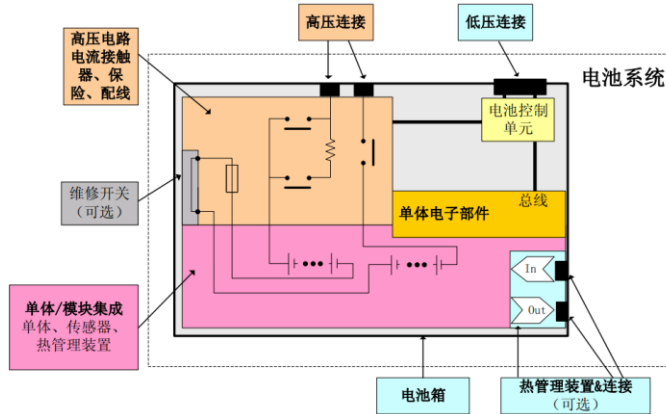 高压连接
低压连接
高压电路
电流接触
器、保
险、配线
电池系统
电池控制
单元
维修开关
（可选）
单体电子部件
总线
In
Out
单体/模块集成
单体、传感器、
热管理装置
电池箱
热管理装置&连接
（可选）